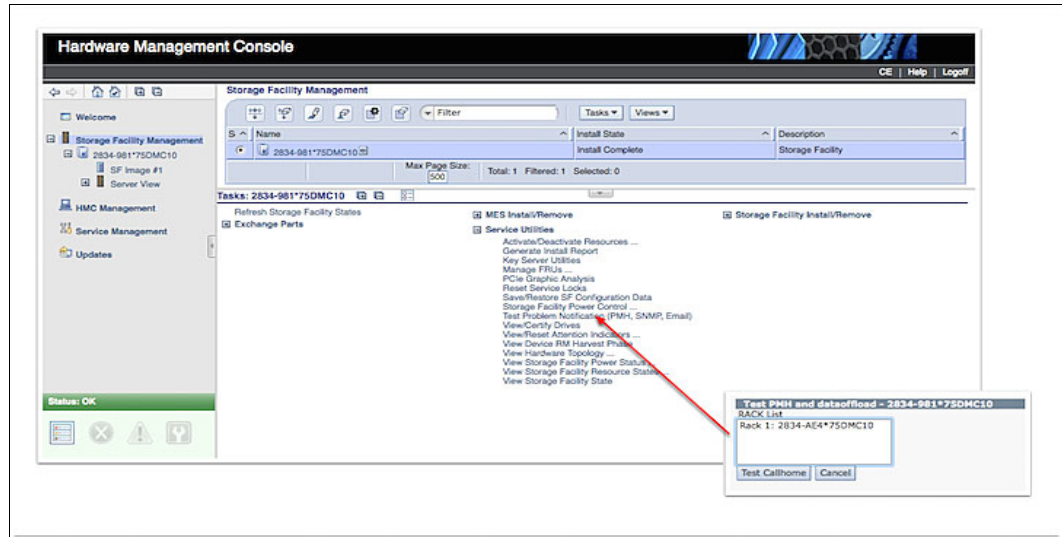 Hardware Management Console
CE | Help | Logoff
Welcome
Storage Facility Management
2834-981*75DMC10
SF Image #1
Server View
HMC Management
Service Management
Updates
Status: OK
Storage Facility Management
Filter
Tasks Views
S Name Install State Description
2834-981*75DMC10 Install Complete Storage Facility
Max Page Size:
500
Total: 1 Filtered: 1 Selected: 0
Tasks: 2834-981*75DMC10
Refresh Storage Facility States
Exchange Parts
MES Install/Remove
Service Utilities
Activate/Deactivate Resources ...
Generate Install Report
Key Server Utilities
Manage FRUs ...
PCIe Graphic Analysis
Reset Service Locks
Save/Restore SF Configuration Data
Storage Facility Power Control ...
Test Problem Notification (PMH, SNMP, Email)
View/Certify Drives
View/Reset Attention Indicators ...
View Device RM Harvest Phase
View Hardware Topology ...
View Storage Facility Power Status
View Storage Facility Resource States ...
View Storage Facility State
Storage Facility Install/Remove
Test PMH and dataoffload - 2834-981*75DMC10
RACK List
Rack 1: 2834-AE4*75DMC10
Test Callhome Cancel